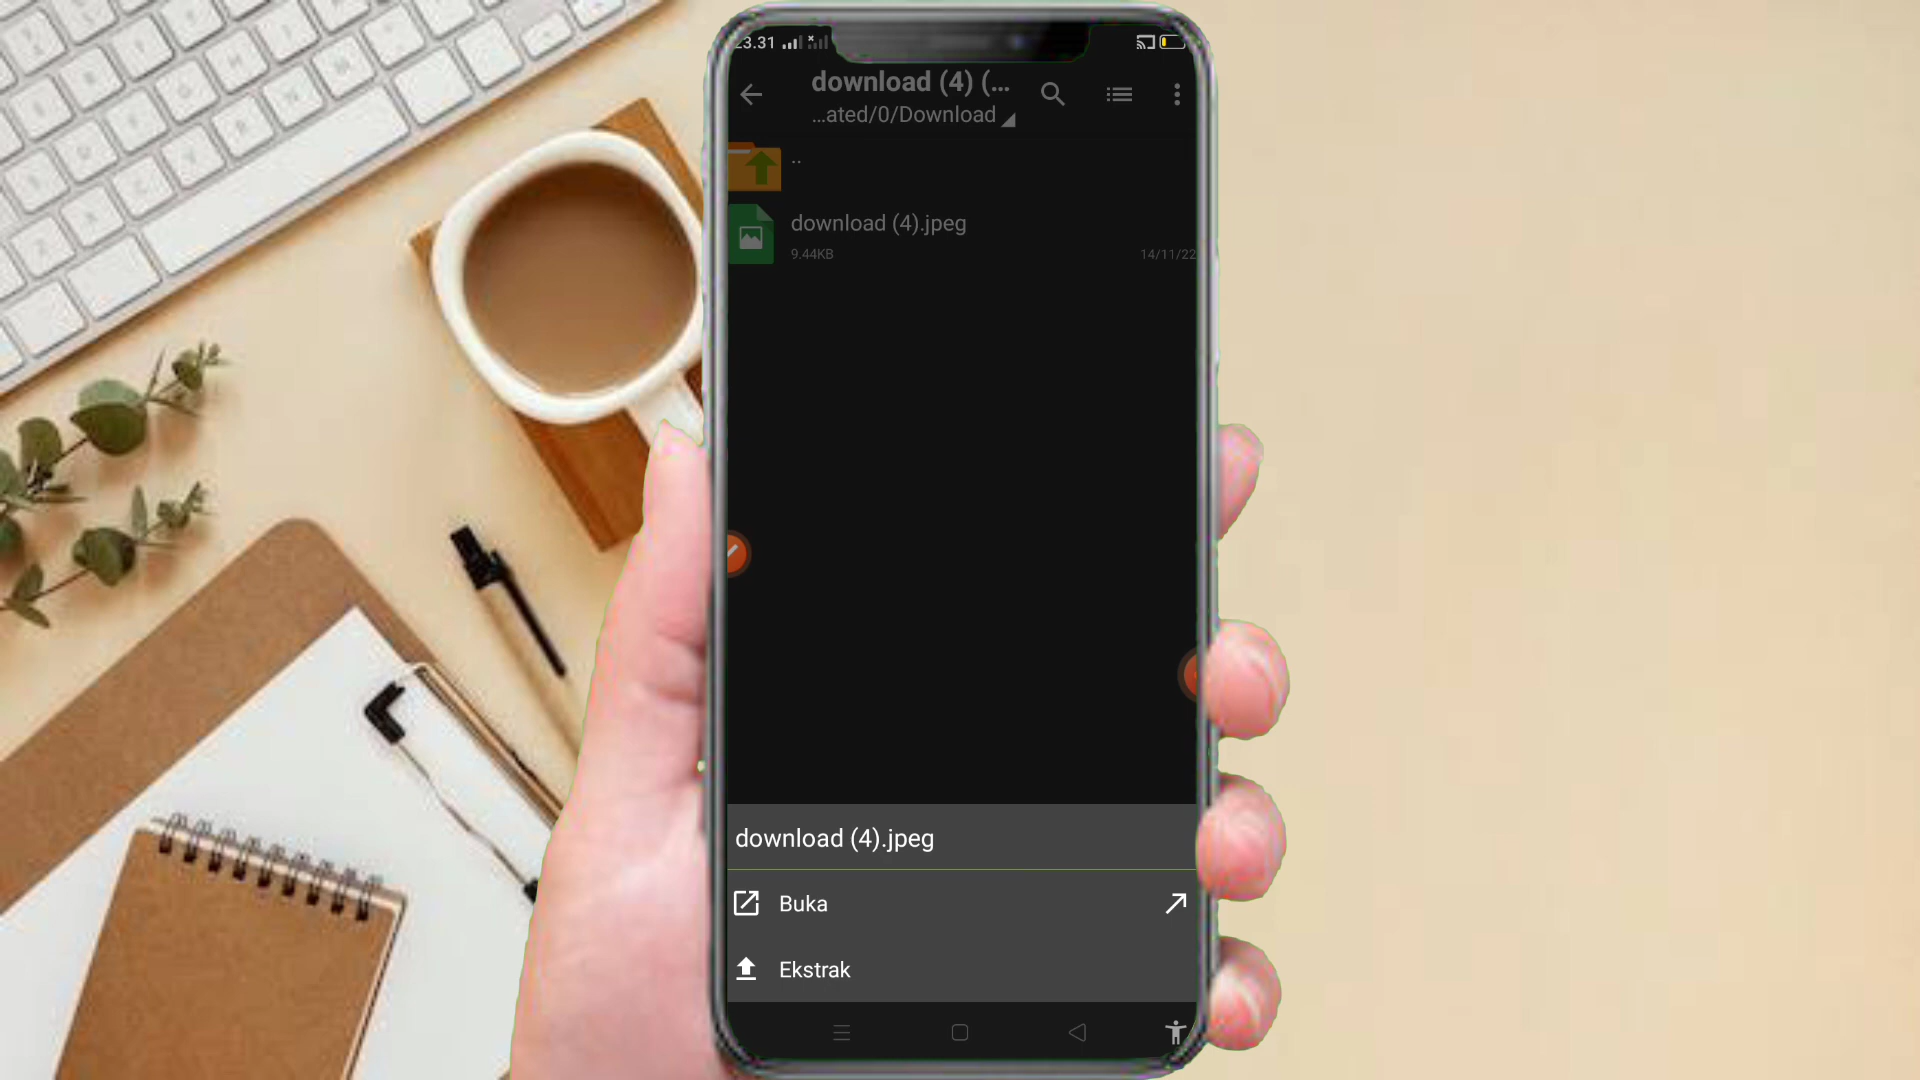 23.31
download (4) (...
...ated/0/Download
..
download (4).jpeg
9.44KB 14/11/22
download (4).jpeg
Buka
Ekstrak